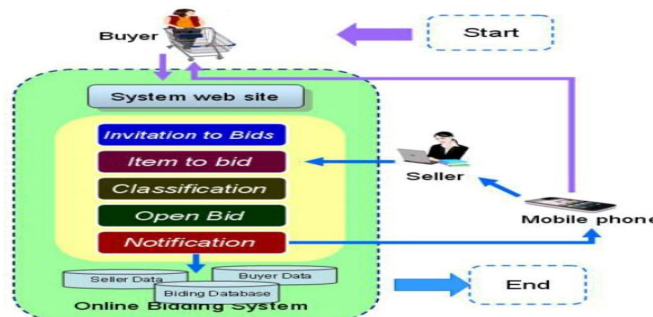 Buyer
Start
System web site
Invitation to Bids
Item to bid
Classification
Open Bid
Notification
Seller
Mobile phone
Seller Data
Buyer Data
Biding Database
Online Bidding System
End